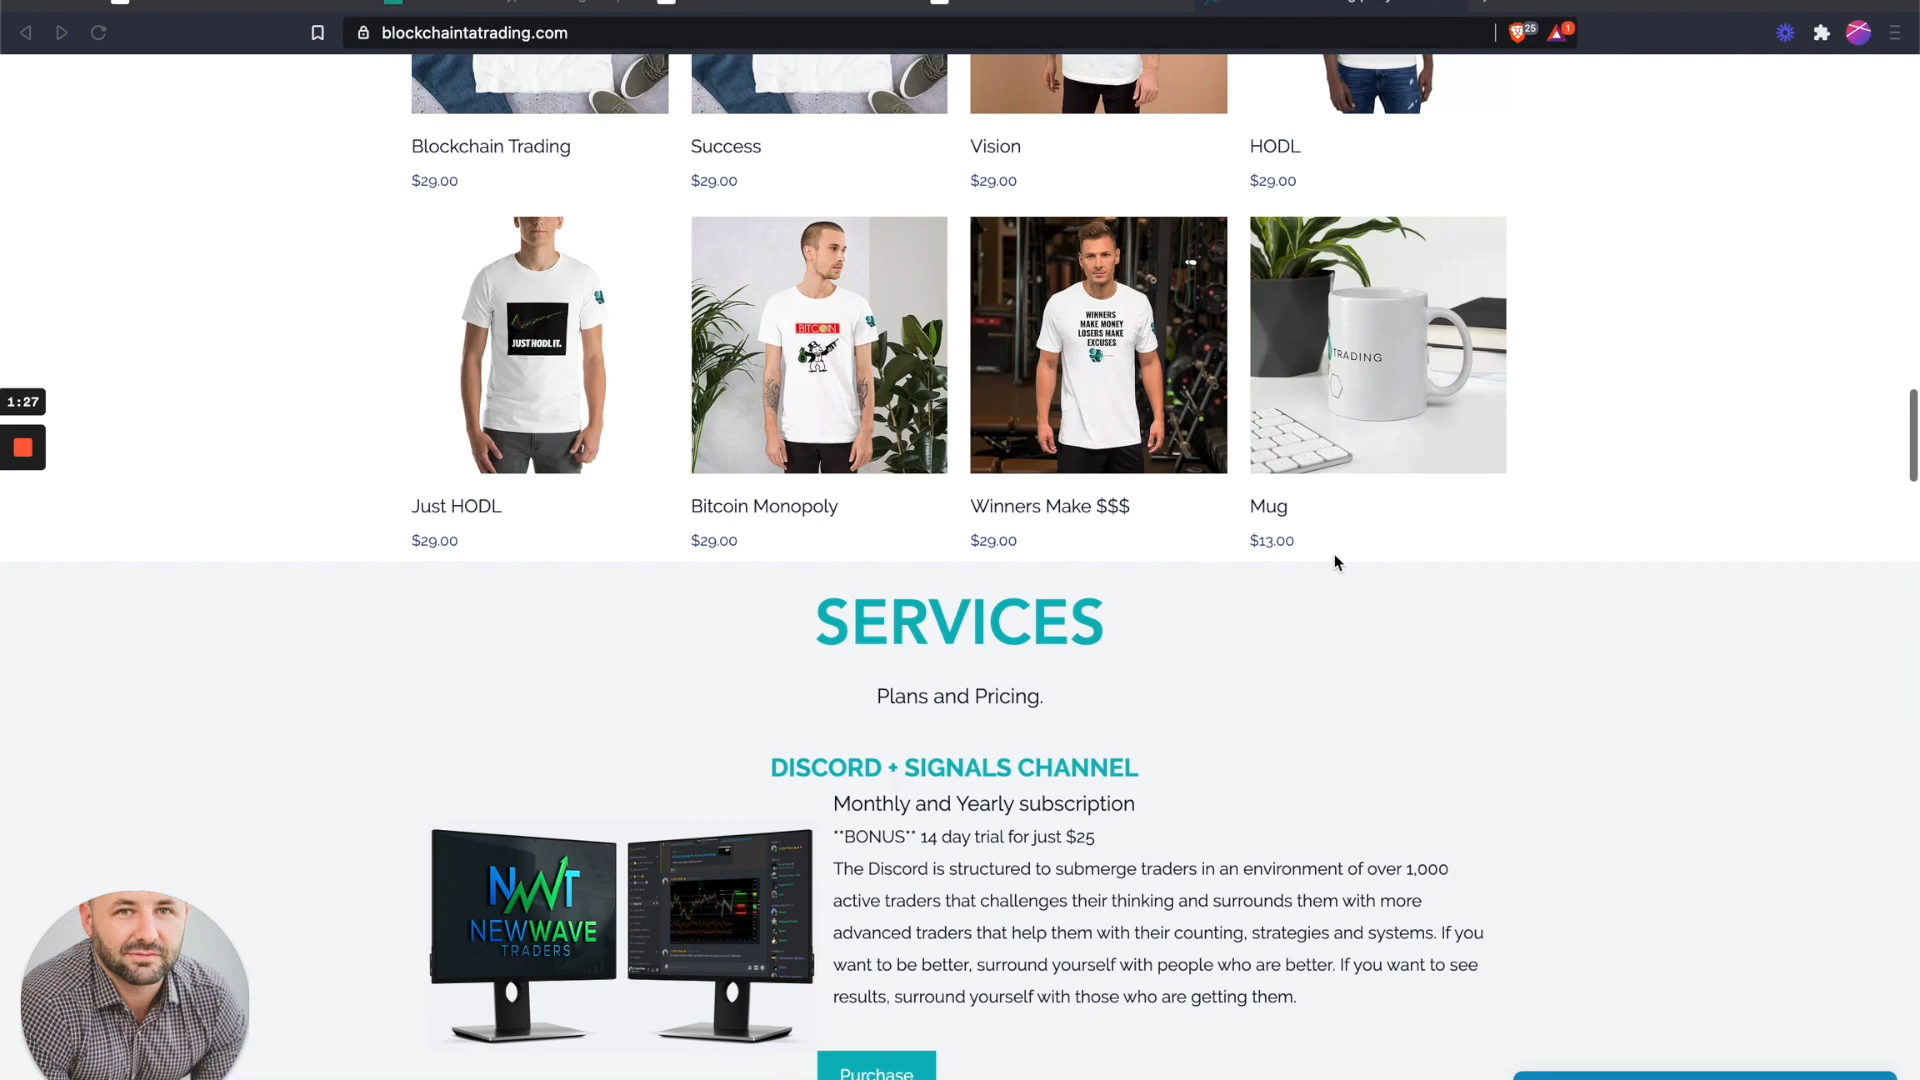 blockchaintatrading.com
25
1
Blockchain Trading
Success
Vision
HODL
$29.00
$29.00
$29.00
$29.00
JUST HODL IT.
BITCOIN
WINNERS
MAKE MONEY
LOSERS MAKE
EXCUSES
TRADING
1:27
Just HODL
Bitcoin Monopoly
Winners Make $$$
Mug
$29.00
$29.00
$29.00
$13.00
SERVICES
Plans and Pricing.
DISCORD + SIGNALS CHANNEL
Monthly and Yearly subscription
**BONUS** 14 day trial for just $25
The Discord is structured to submerge traders in an environment of over 1,000
active traders that challenges their thinking and surrounds them with more
advanced traders that help them with their counting, strategies and systems. If you
want to be better, surround yourself with people who are better. If you want to see
results, surround yourself with those who are getting them.
NWT
NEWWAVE
TRADERS
Purchase